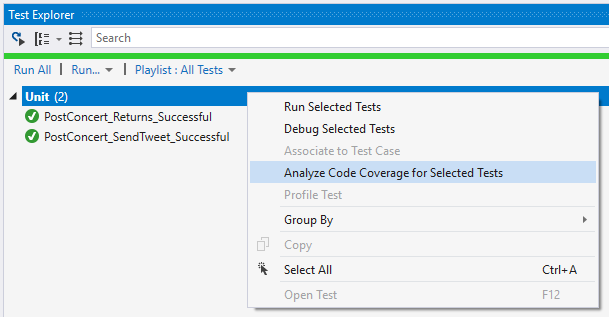 Test Explorer
Search
Run All | Run... | Playlist : All Tests
Unit (2)
PostConcert_Returns_Successful
PostConcert_SendTweet_Successful
Run Selected Tests
Debug Selected Tests
Associate to Test Case
Analyze Code Coverage for Selected Tests
Profile Test
Group By
Copy
Select All Ctrl+A
Open Test F12